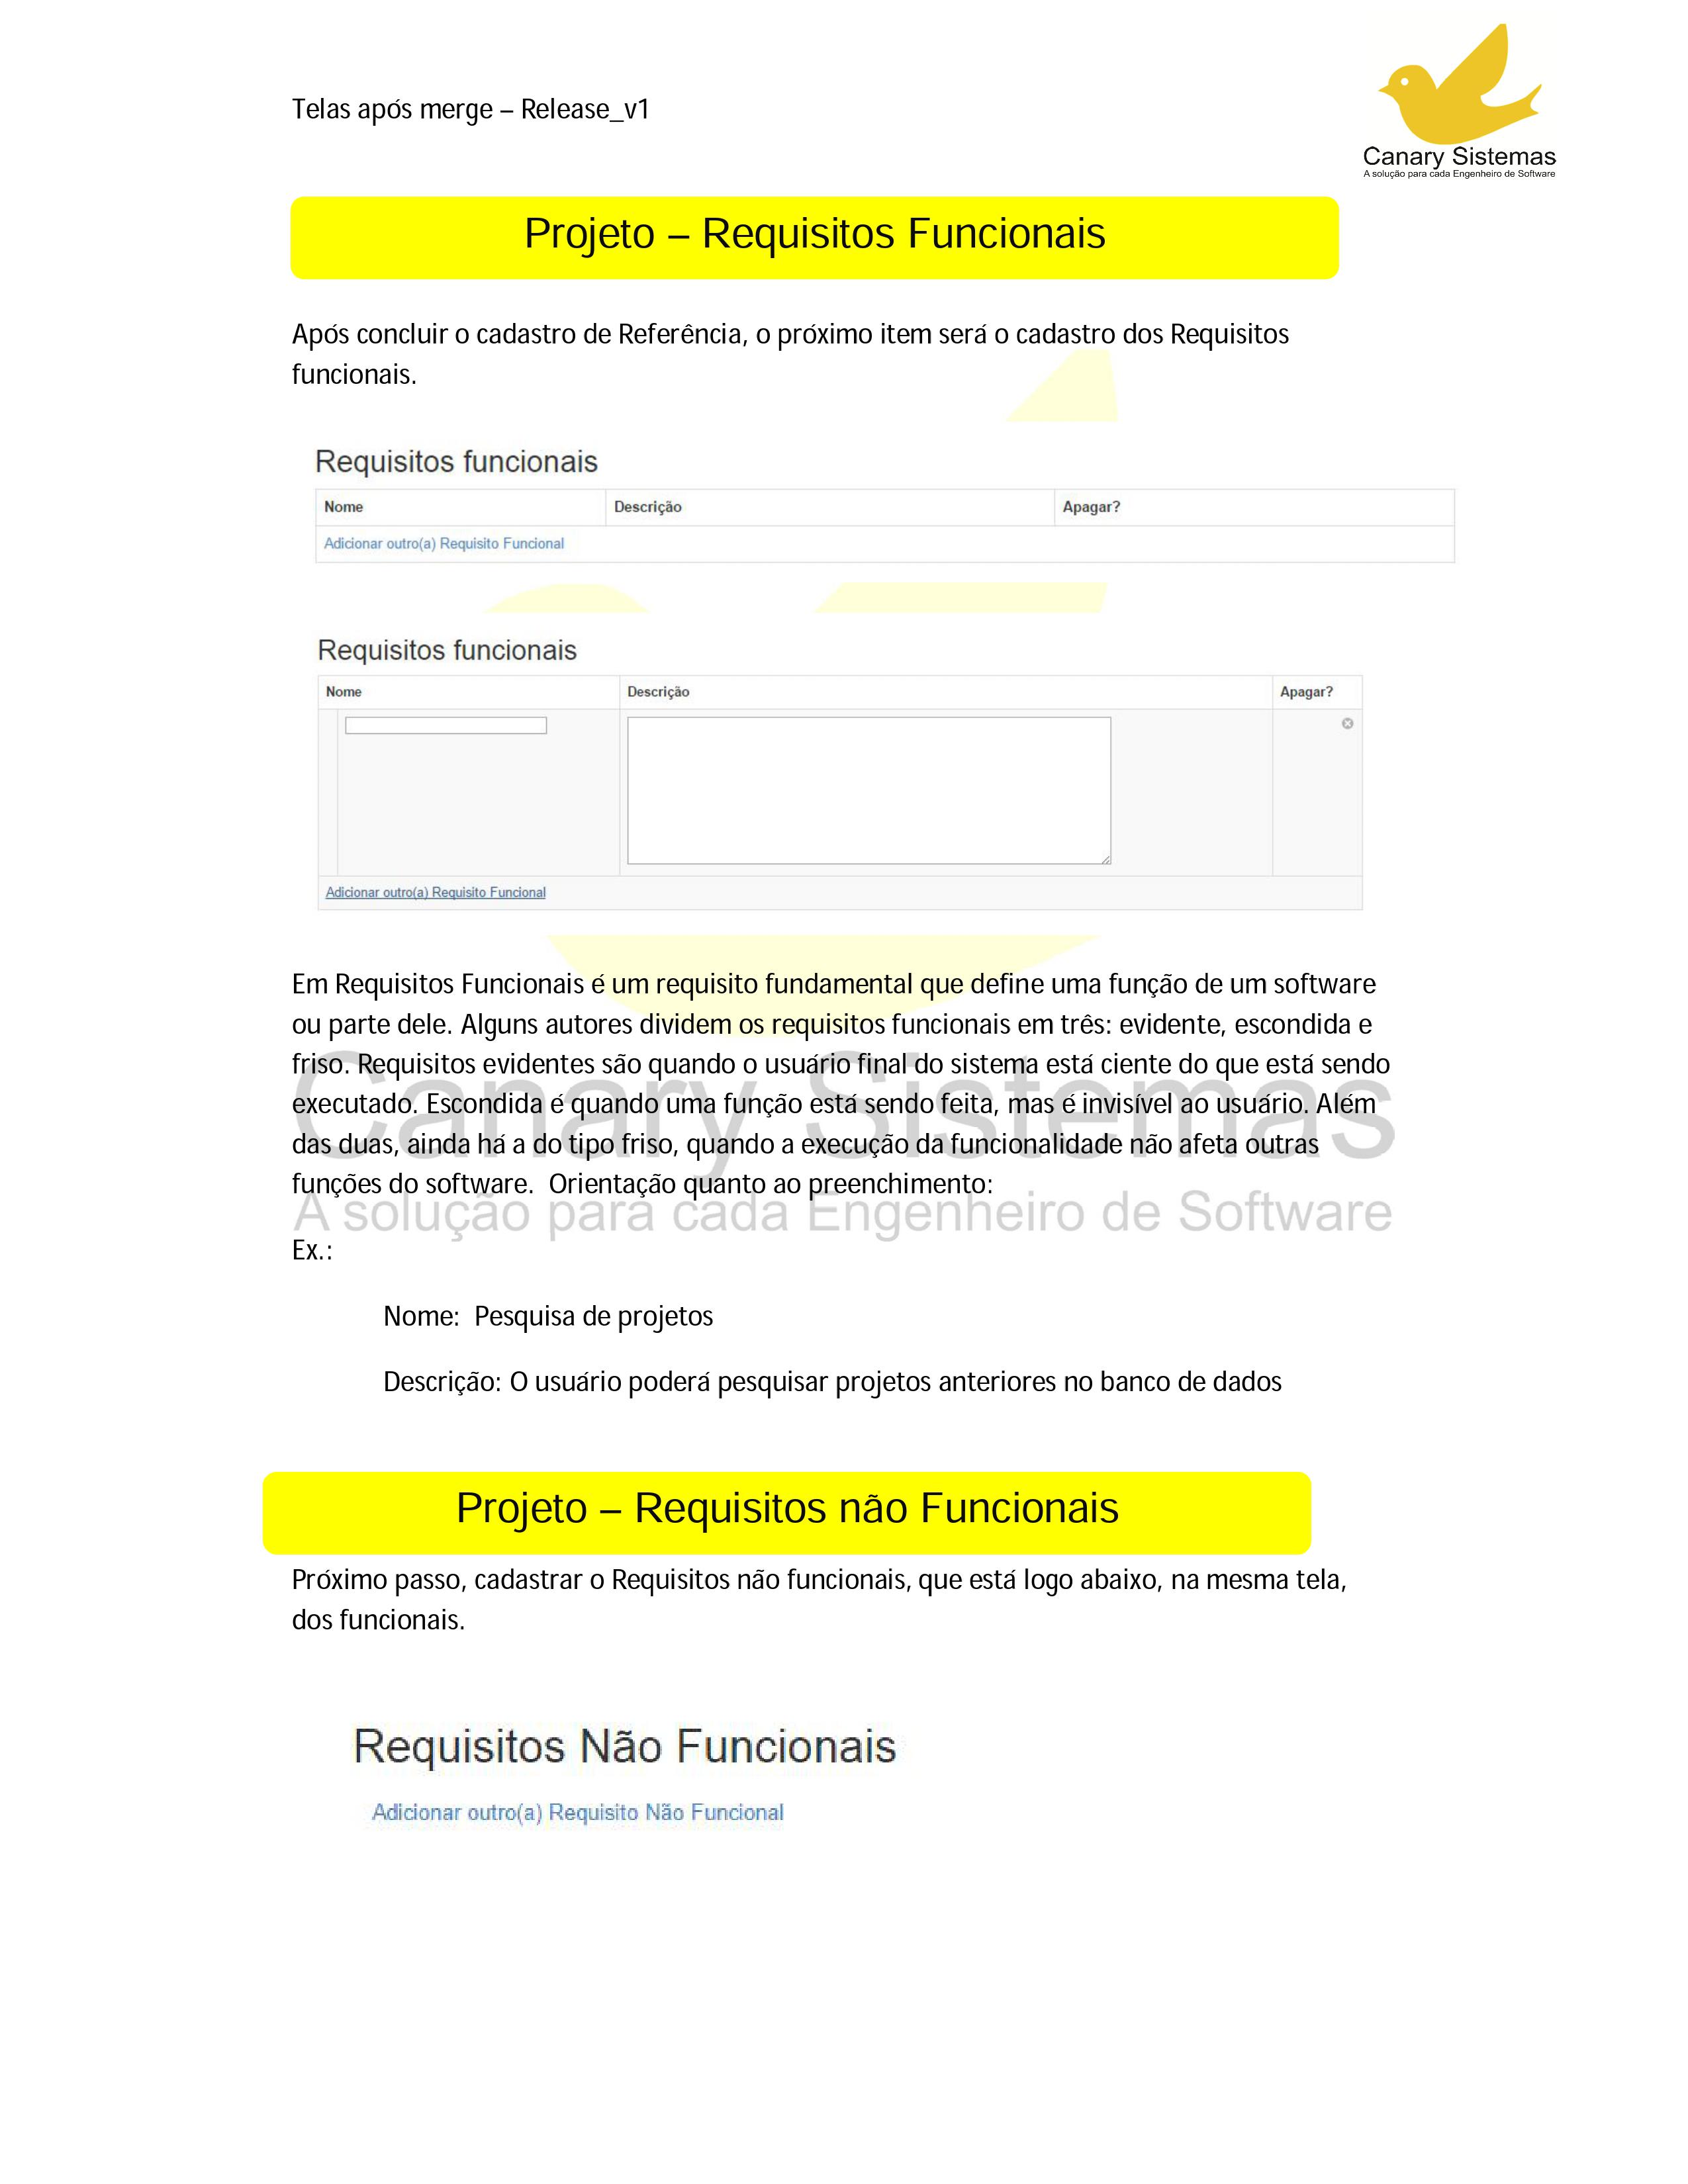 Telas após merge – Release_v1
Canary Sistemas
A solução para cada Engenheiro de Software
Projeto – Requisitos Funcionais
Após concluir o cadastro de Referência, o próximo item será o cadastro dos Requisitos
funcionais.
Requisitos funcionais
Nome Descrição Apagar?
Adicionar outro(a) Requisito Funcional
Requisitos funcionais
Nome Descrição Apagar?
Adicionar outro(a) Requisito Funcional
Em Requisitos Funcionais é um requisito fundamental que define uma função de um software
ou parte dele. Alguns autores dividem os requisitos funcionais em três: evidente, escondida e
friso. Requisitos evidentes são quando o usuário final do sistema está ciente do que está sendo
executado. Escondida é quando uma função está sendo feita, mas é invisível ao usuário. Além
das duas, ainda há a do tipo friso, quando a execução da funcionalidade não afeta outras
funções do software.  Orientação quanto ao preenchimento:
Canary Sistemas
A solução para cada Engenheiro de Software
Ex.:
Nome:  Pesquisa de projetos
Descrição: O usuário poderá pesquisar projetos anteriores no banco de dados
Projeto – Requisitos não Funcionais
Próximo passo, cadastrar o Requisitos não funcionais, que está logo abaixo, na mesma tela,
dos funcionais.
Requisitos Não Funcionais
Adicionar outro(a) Requisito Não Funcional